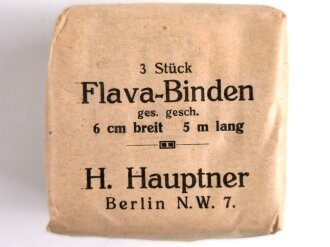 3 Stück
Flava-Binden
ges. gesch.
6 cm breit 5 m lang
H. Hauptner
Berlin N.W. 7.